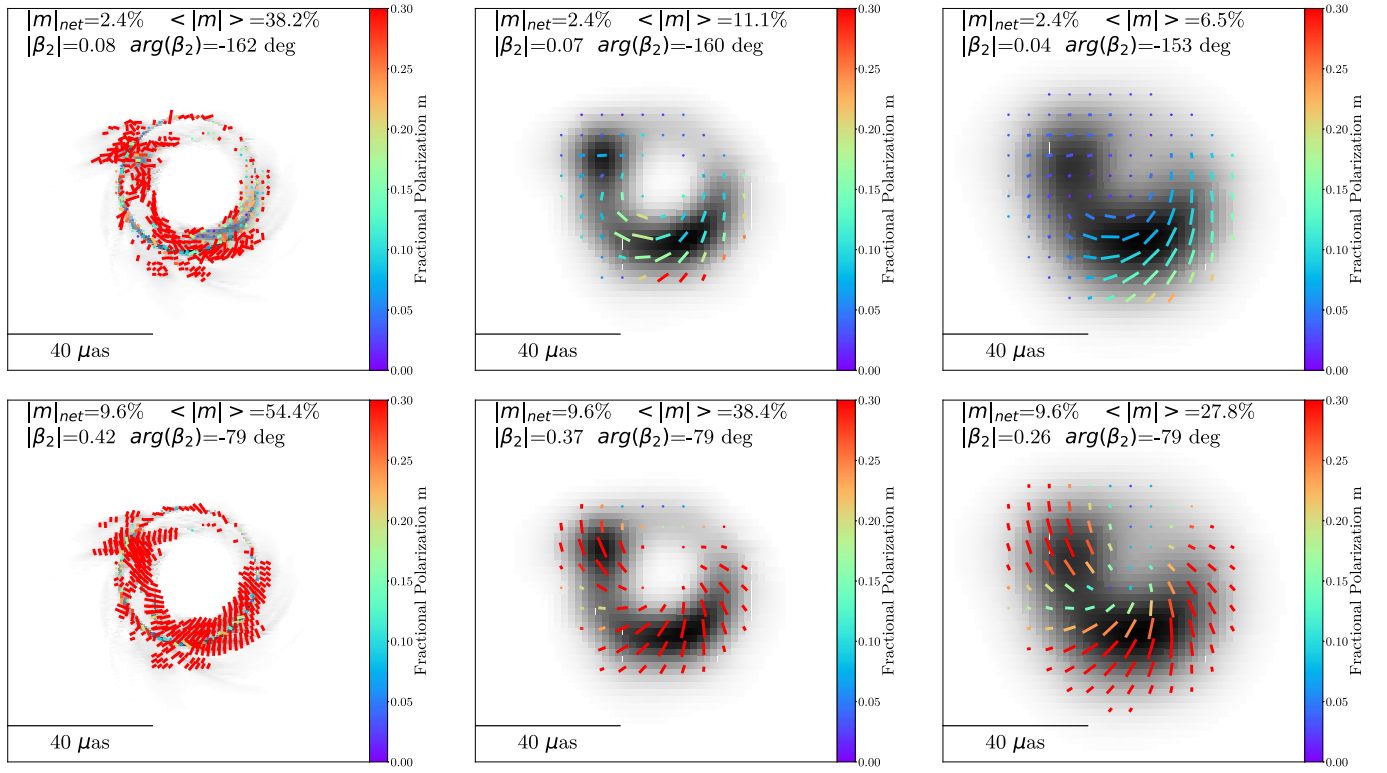 |m|net=2.4% < |m| > =38.2%
|β2|=0.08 arg(β2)=-162 deg
40 μas
0.30
0.25
0.20
0.15
0.10
0.05
0.00
Fractional Polarization m
|m|net=2.4% < |m| > =11.1%
|β2|=0.07 arg(β2)=-160 deg
40 μas
0.30
0.25
0.20
0.15
0.10
0.05
0.00
Fractional Polarization m
|m|net=2.4% < |m| > =6.5%
|β2|=0.04 arg(β2)=-153 deg
40 μas
0.30
0.25
0.20
0.15
0.10
0.05
0.00
Fractional Polarization m
|m|net=9.6% < |m| > =54.4%
|β2|=0.42 arg(β2)=-79 deg
40 μas
0.30
0.25
0.20
0.15
0.10
0.05
0.00
Fractional Polarization m
|m|net=9.6% < |m| > =38.4%
|β2|=0.37 arg(β2)=-79 deg
40 μas
0.30
0.25
0.20
0.15
0.10
0.05
0.00
Fractional Polarization m
|m|net=9.6% < |m| > =27.8%
|β2|=0.26 arg(β2)=-79 deg
40 μas
0.30
0.25
0.20
0.15
0.10
0.05
0.00
Fractional Polarization m